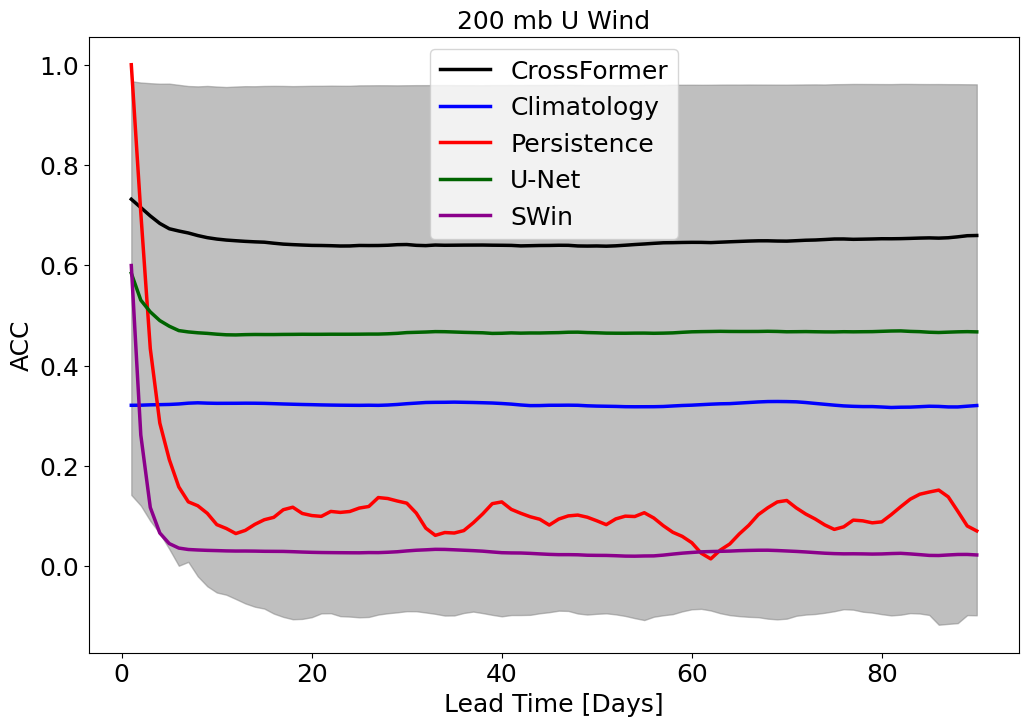 200 mb U Wind
CrossFormer
Climatology
Persistence
U-Net
SWin
ACC
1.0
0.8
0.6
0.4
0.2
0.0
0
20
40
60
80
Lead Time [Days]